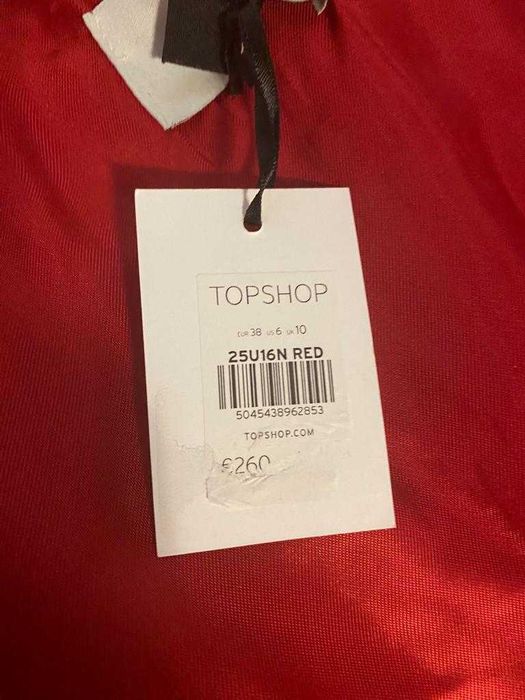 TOPSHOP
EUR 38 US 6 UK 10
25U16N RED
5045438962853
TOPSHOP.COM
£260